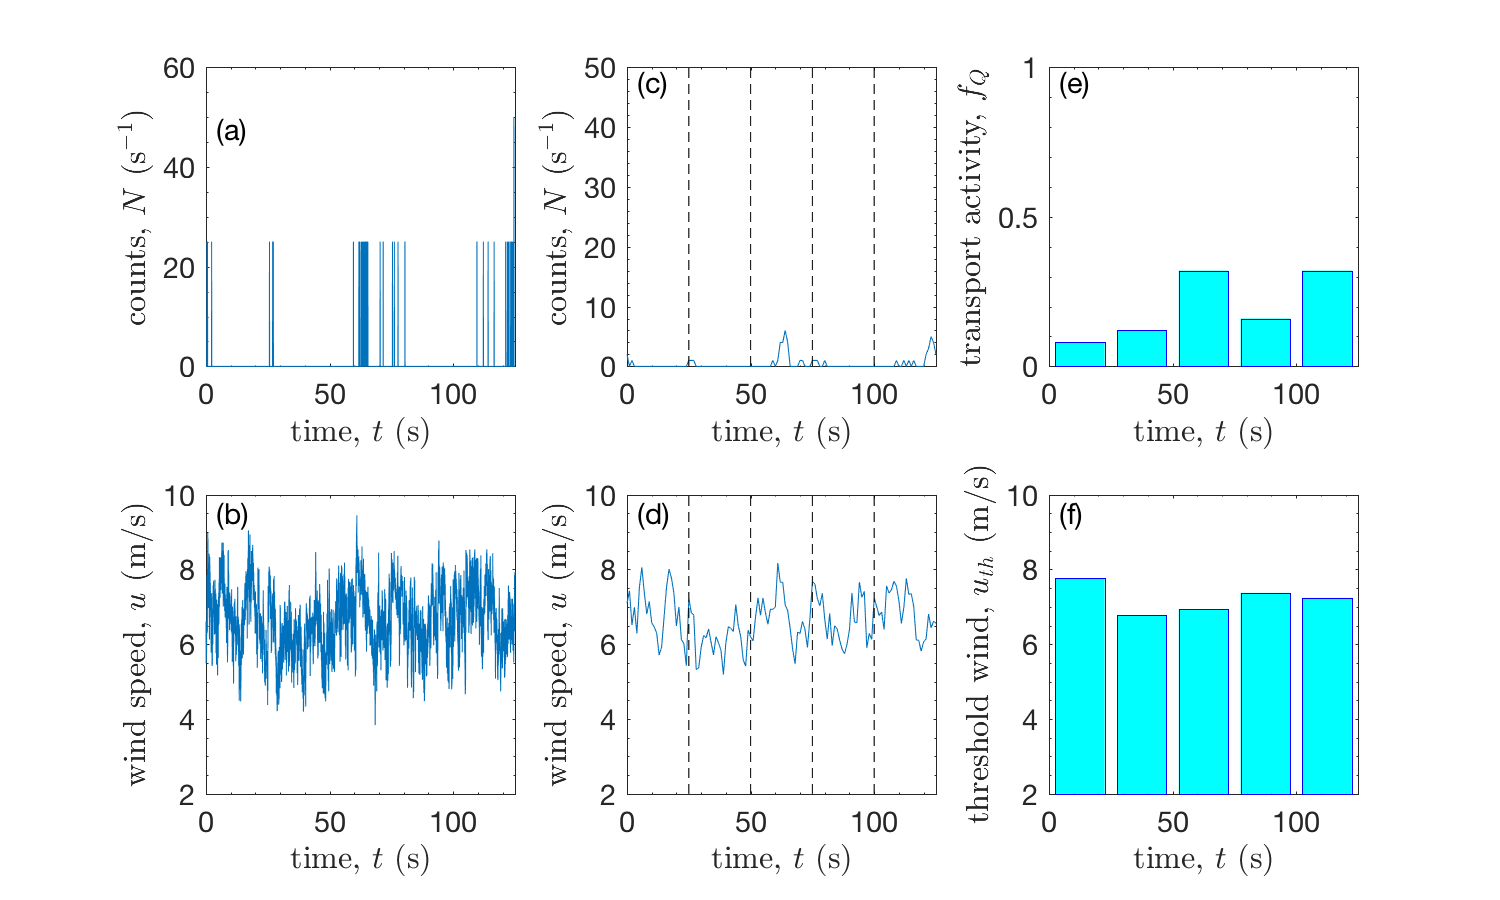 (a)
counts, N (s⁻¹)
60
40
20
0
0 50 100
time, t (s)
(c)
counts, N (s⁻¹)
50
40
30
20
10
0
0 50 100
time, t (s)
(e)
transport activity, f_Q
1
0.5
0
0 50 100
time, t (s)
(b)
wind speed, u (m/s)
10
8
6
4
2
0 50 100
time, t (s)
(d)
wind speed, u (m/s)
10
8
6
4
2
0 50 100
time, t (s)
(f)
threshold wind, u_th (m/s)
10
8
6
4
2
0 50 100
time, t (s)